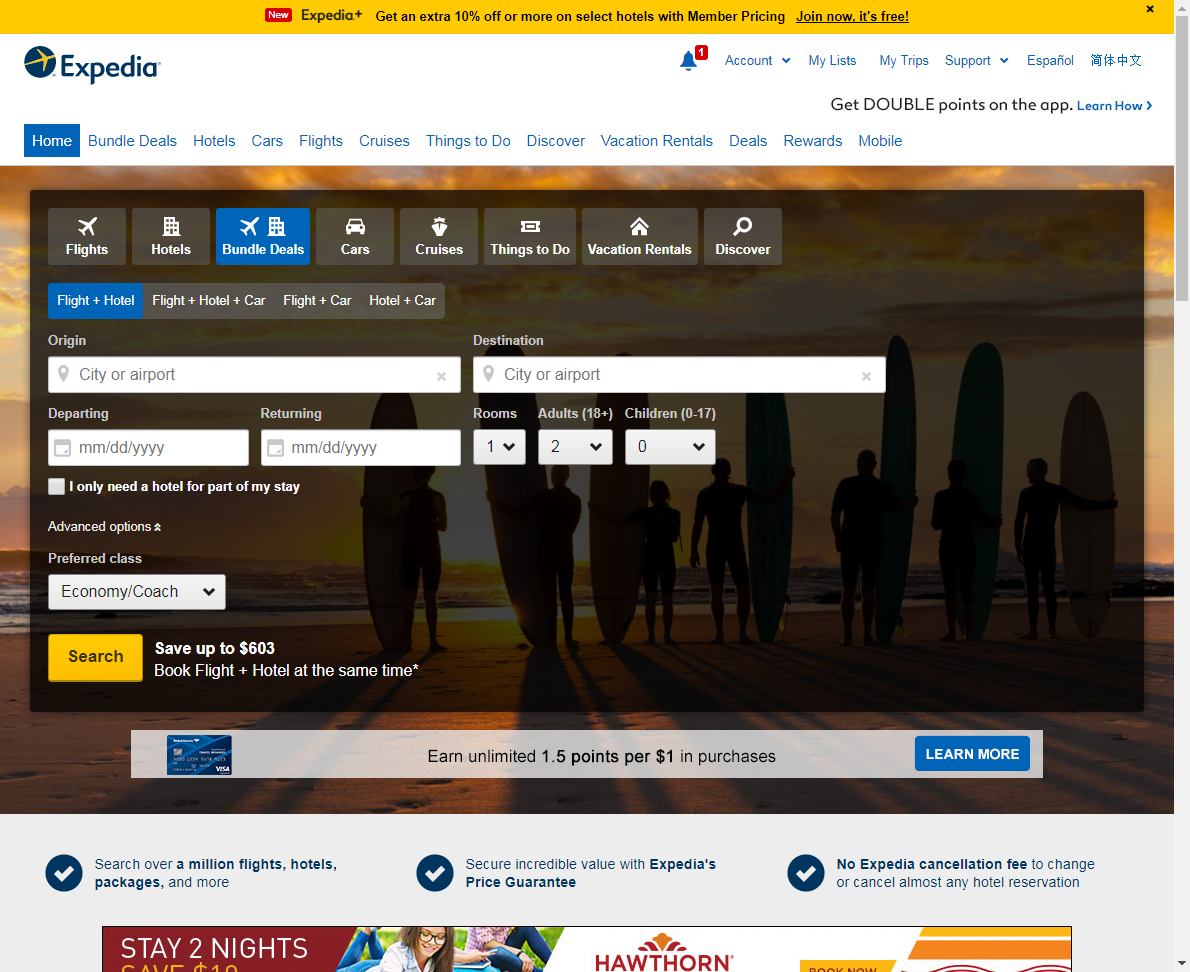 New Expedia+ Get an extra 10% off or more on select hotels with Member Pricing Join now, it's free! ×
Expedia
1 Account My Lists My Trips Support Español 简体中文
Get DOUBLE points on the app. Learn How
Home Bundle Deals Hotels Cars Flights Cruises Things to Do Discover Vacation Rentals Deals Rewards Mobile
Flights Hotels Bundle Deals Cars Cruises Things to Do Vacation Rentals Discover
Flight + Hotel Flight + Hotel + Car Flight + Car Hotel + Car
Origin Destination
City or airport × City or airport ×
Departing Returning Rooms Adults (18+) Children (0-17)
mm/dd/yyyy mm/dd/yyyy 1 2 0
I only need a hotel for part of my stay
Advanced options
Preferred class
Economy/Coach
Search
Save up to $603
Book Flight + Hotel at the same time*
VISA
Earn unlimited 1.5 points per $1 in purchases
LEARN MORE
Search over a million flights, hotels,
packages, and more
Secure incredible value with Expedia's
Price Guarantee
No Expedia cancellation fee to change
or cancel almost any hotel reservation
STAY 2 NIGHTS
HAWTHORN
BOOK NOW